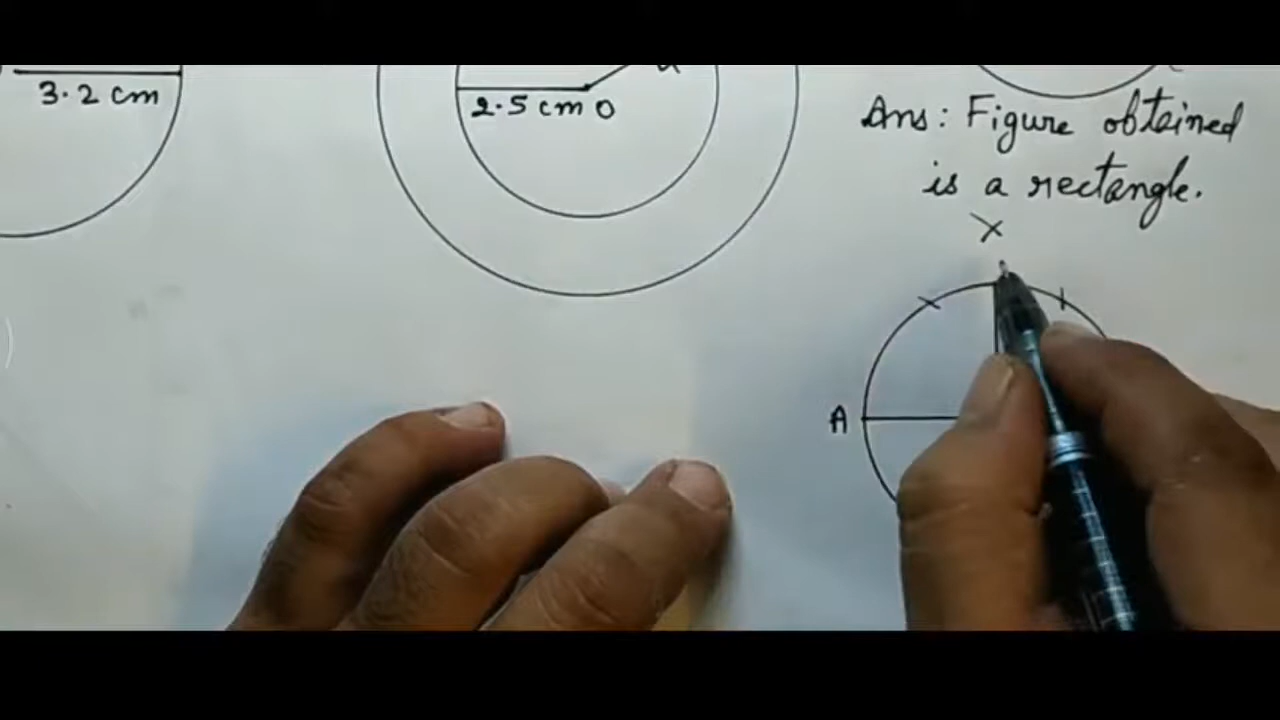 3.2 cm
2.5 cm O
Ans: Figure obtained
is a rectangle.
A